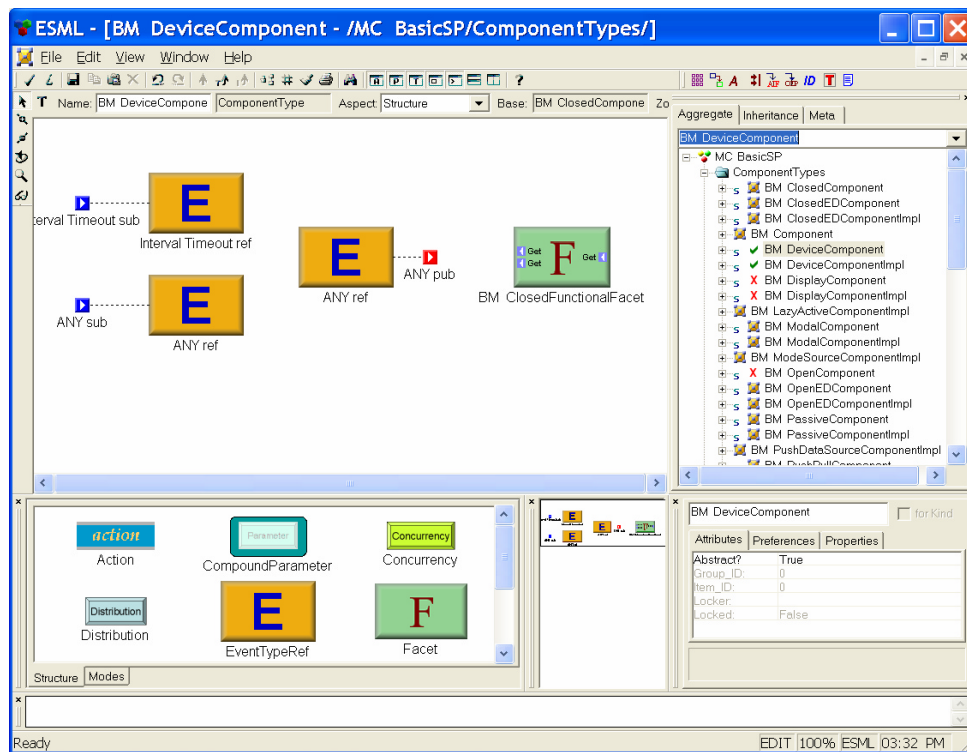 ESML - [BM DeviceComponent - /MC BasicSP/ComponentTypes/]
File Edit View Window Help
Name: BM DeviceCompone ComponentType Aspect: Structure Base: BM ClosedCompone Zo
Aggregate Inheritance Meta
BM DeviceComponent
MC BasicSP
ComponentTypes
S BM ClosedComponent
S BM ClosedEDComponent
S BM ClosedEDComponentImpl
BM Component
S BM DeviceComponent
S BM DeviceComponentImpl
S X BM DisplayComponent
S X BM DisplayComponentImpl
BM LazyActiveComponentImpl
S BM ModalComponent
S BM ModalComponentImpl
BM ModeSourceComponentImpl
S X BM OpenComponent
S BM OpenEDComponent
S BM OpenEDComponentImpl
S BM PassiveComponent
S BM PassiveComponentImpl
BM PushDataSourceComponentImpl
BM PushPullComponent
E
terval Timeout sub
Interval Timeout ref
E
ANY sub
ANY ref
E
ANY pub
ANY ref
Get
Get
F
Get
BM ClosedFunctionalFacet
action
Action
Parameter
CompoundParameter
Concurrency
Concurrency
Distribution
Distribution
E
EventTypeRef
F
Facet
Structure Modes
BM DeviceComponent for Kind
Attributes Preferences Properties
Abstract? True
Group_ID: 0
Item_ID: 0
Locker:
Locked: False
Ready
EDIT 100% ESML 03:32 PM